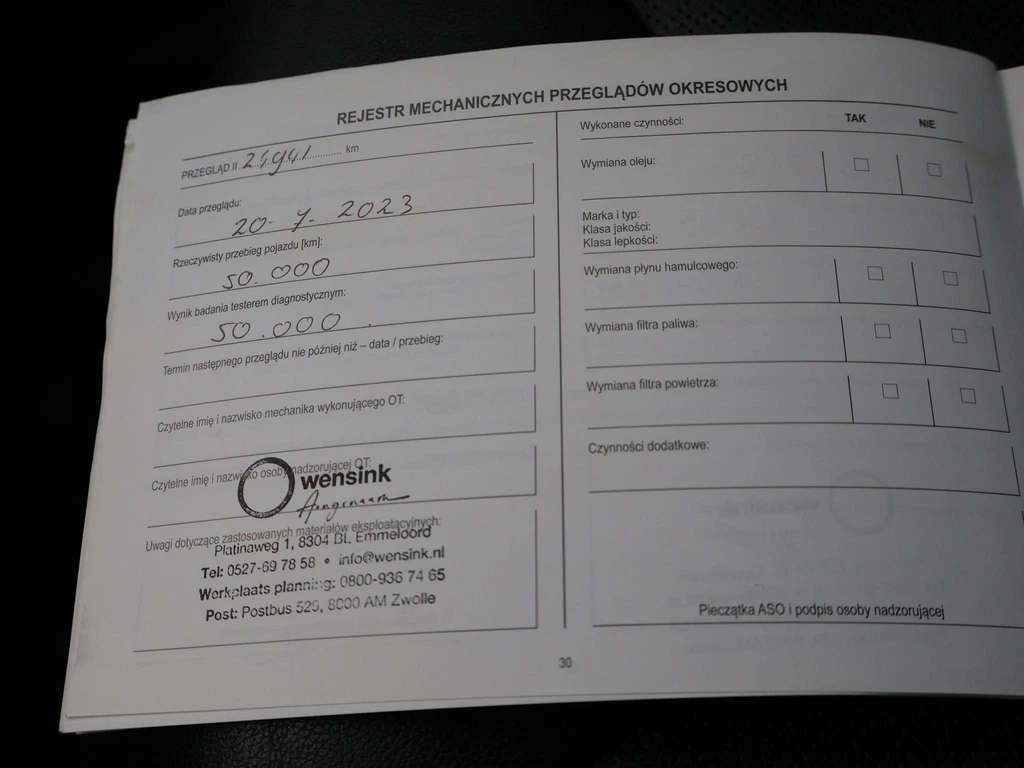 REJESTR MECHANICZNYCH PRZEGLĄDÓW OKRESOWYCH
PRZEGLĄD II 24941 km
Data przeglądu:
20-7-2023
Rzeczywisty przebieg pojazdu [km]:
50.000
Wynik badania testerem diagnostycznym:
50.000.
Termin następnego przeglądu nie później niż – data / przebieg:
Czytelne imię i nazwisko mechanika wykonującego OT:
Czytelne imię i nazwisko osoby nadzorującej OT:
wensink
Uwagi dotyczące zastosowanych materiałów eksploatacyjnych:
Platinaweg 1, 8304 BL Emmeloord
Tel: 0527-69 78 58 • info@wensink.nl
Werkplaats planning: 0800-936 74 65
Post: Postbus 529, 8000 AM Zwolle
Wykonane czynności: TAK NIE
Wymiana oleju:
Marka i typ:
Klasa jakości:
Klasa lepkości:
Wymiana płynu hamulcowego:
Wymiana filtra paliwa:
Wymiana filtra powietrza:
Czynności dodatkowe:
Pieczątka ASO i podpis osoby nadzorującej
30